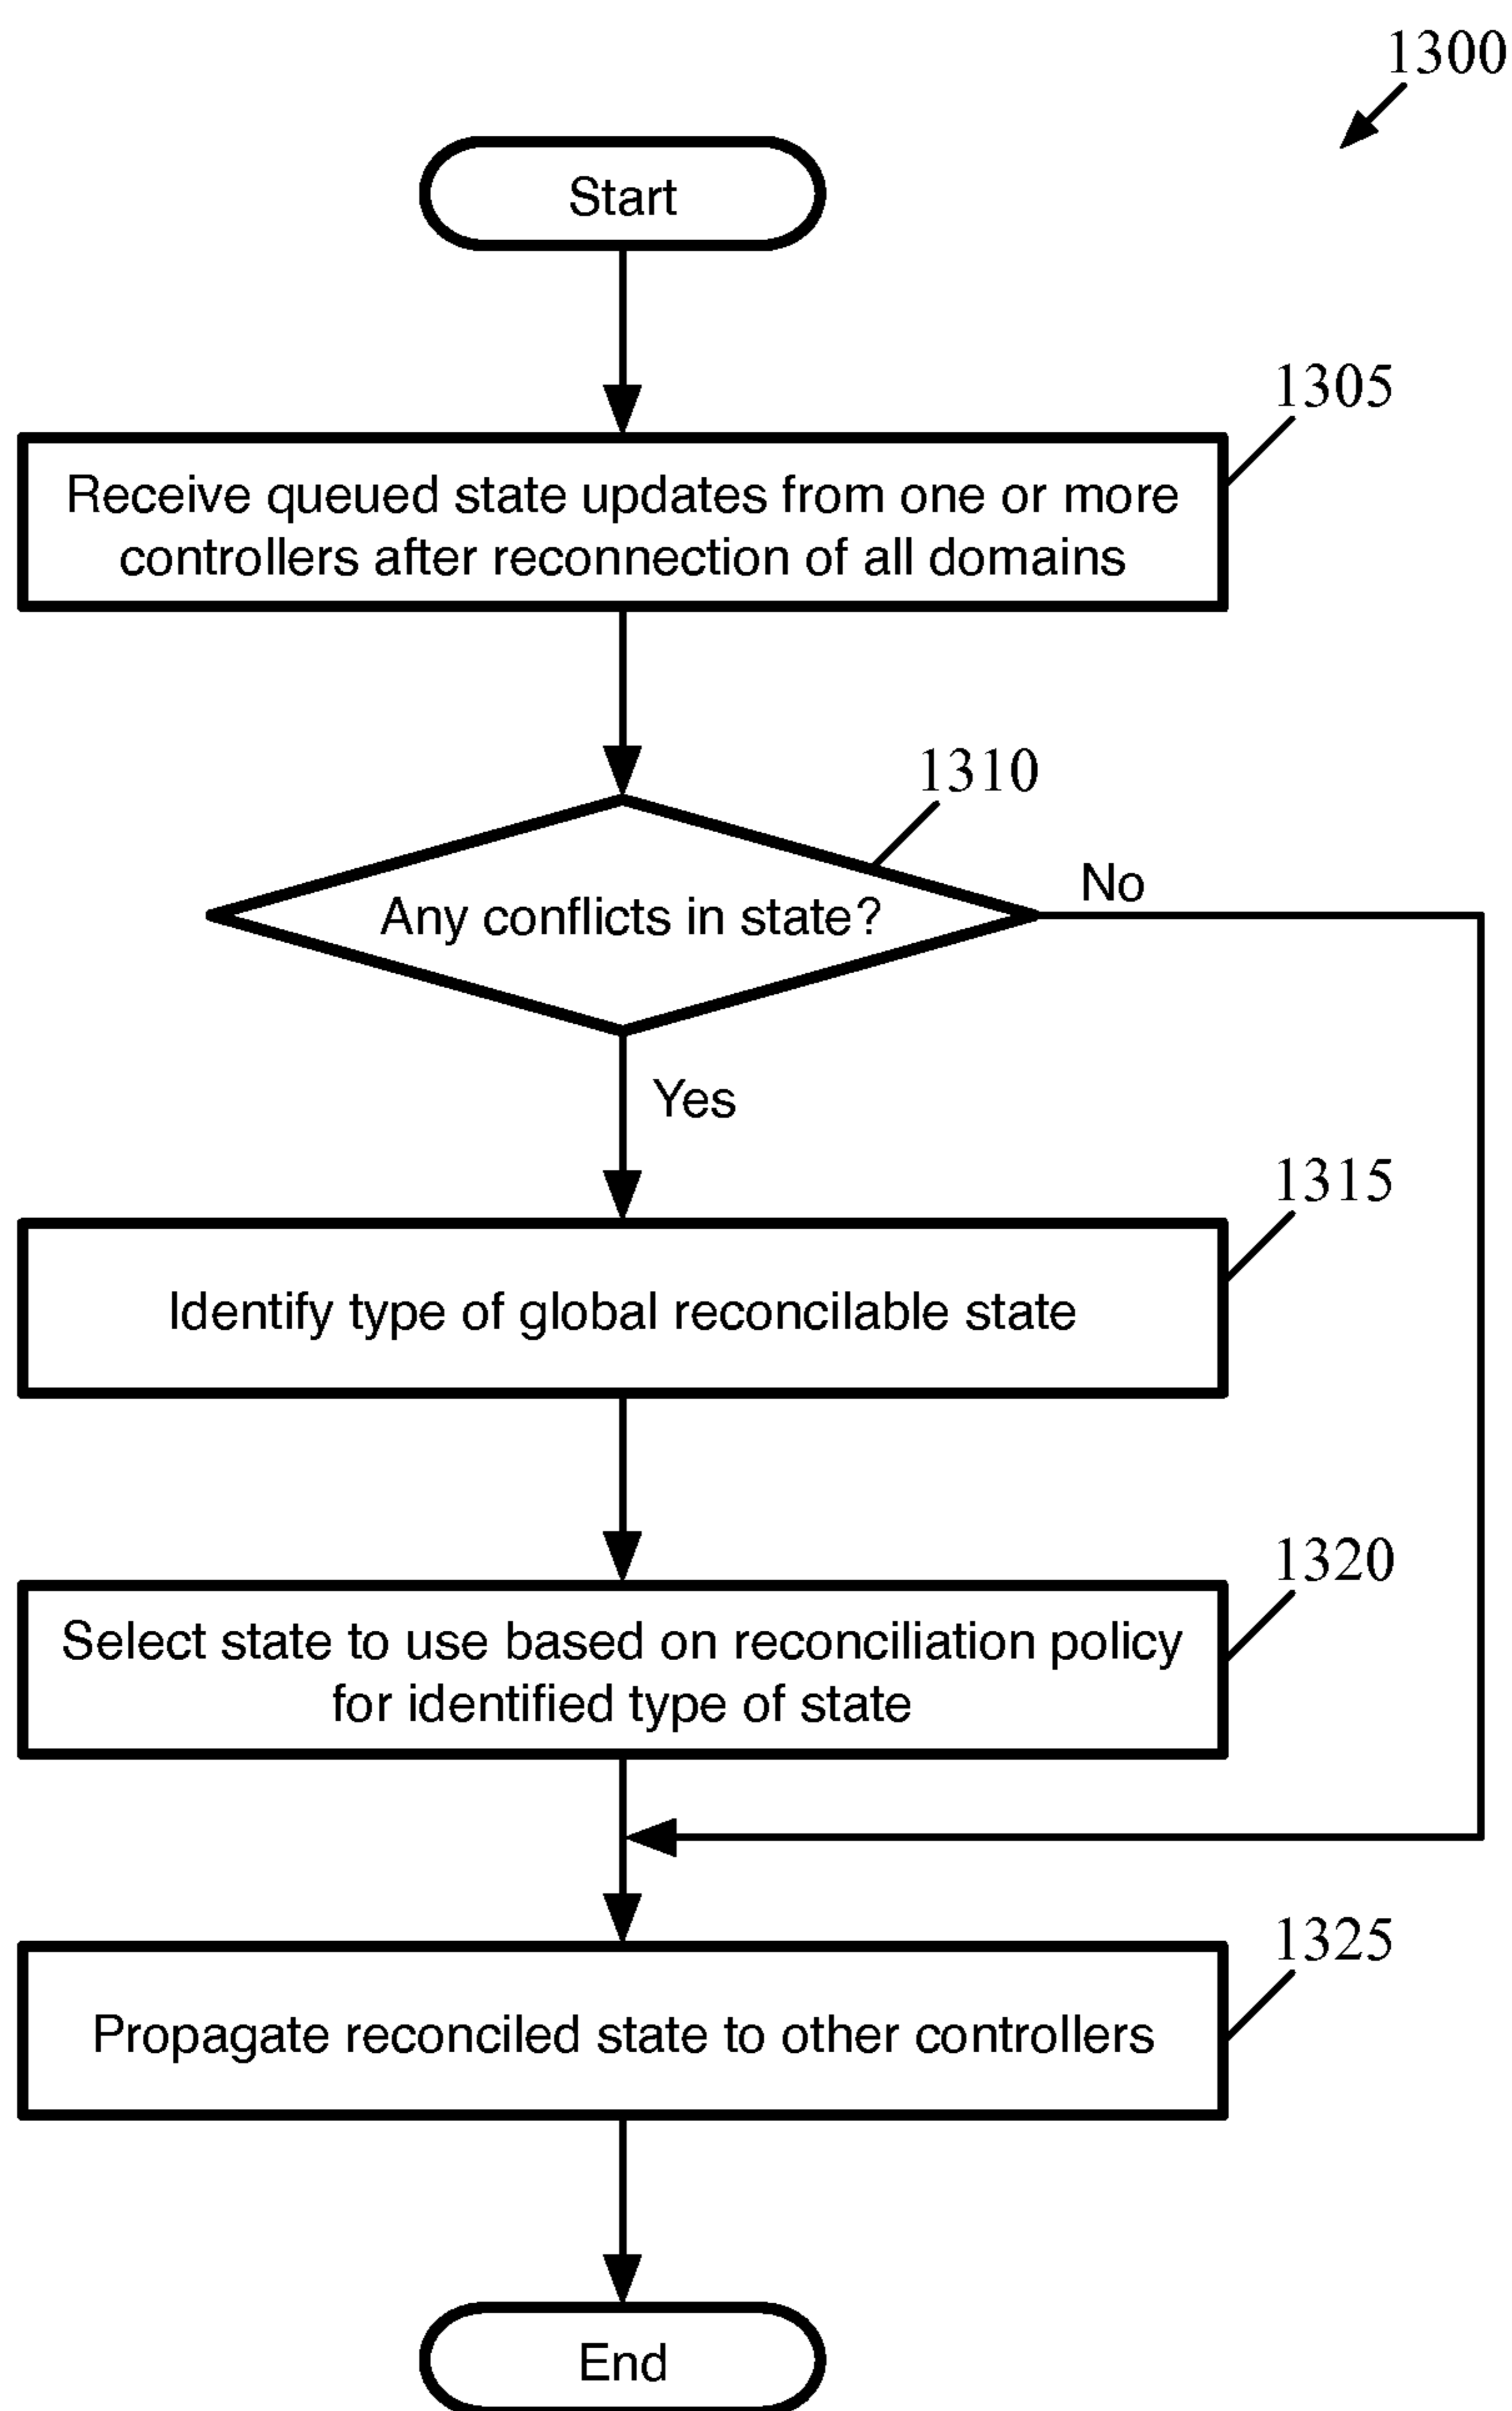 1300
Start
1305
Receive queued state updates from one or more
controllers after reconnection of all domains
1310
Any conflicts in state?
No
Yes
1315
Identify type of global reconcilable state
1320
Select state to use based on reconciliation policy
for identified type of state
1325
Propagate reconciled state to other controllers
End